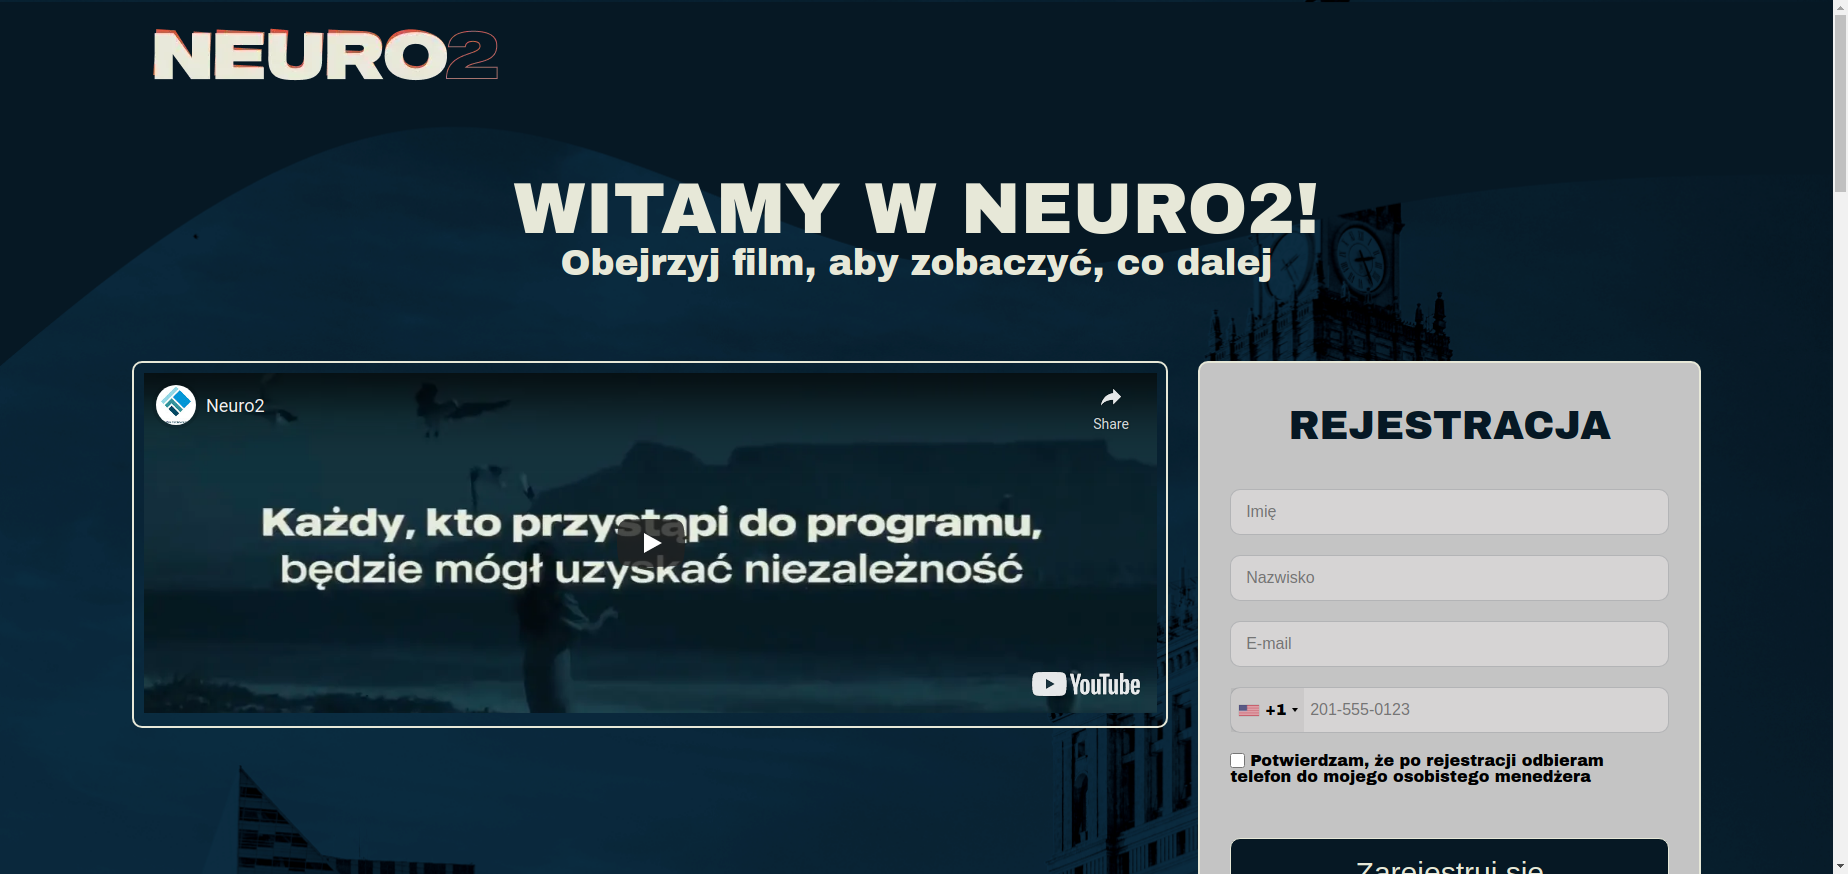 NEURO2
WITAMY W NEURO2!
Obejrzyj film, aby zobaczyć, co dalej
Neuro2
Share
Każdy, kto przystąpi do programu,
będzie mógł uzyskać niezależność
YouTube
REJESTRACJA
Imię
Nazwisko
E-mail
+1 201-555-0123
Potwierdzam, że po rejestracji odbieram
telefon do mojego osobistego menedżera
Zarejestruj się